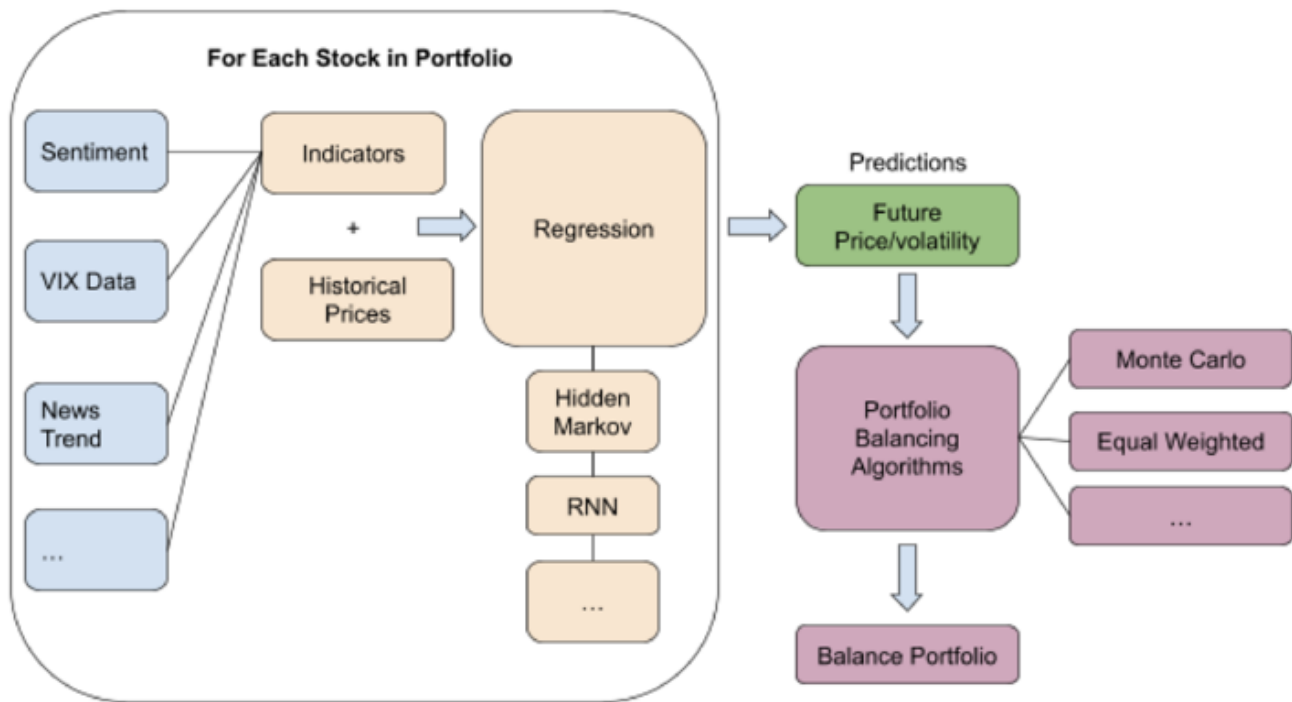 For Each Stock in Portfolio
Sentiment
VIX Data
News
Trend
...
Indicators
+
Historical
Prices
Regression
Hidden
Markov
RNN
...
Predictions
Future
Price/volatility
Portfolio
Balancing
Algorithms
Monte Carlo
Equal Weighted
...
Balance Portfolio